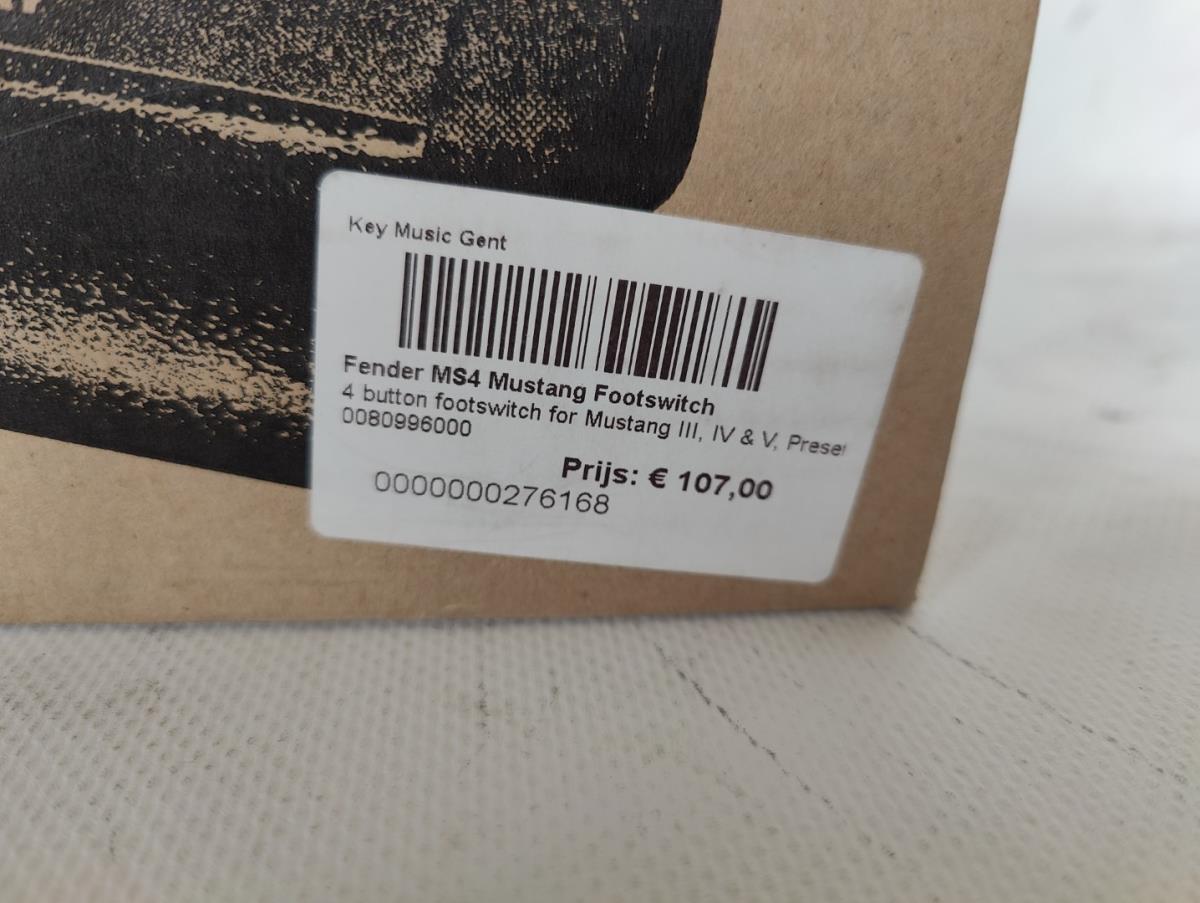 Key Music Gent
Fender MS4 Mustang Footswitch
4 button footswitch for Mustang III, IV & V, Preset
0080996000
Prijs: € 107,00
0000000276168